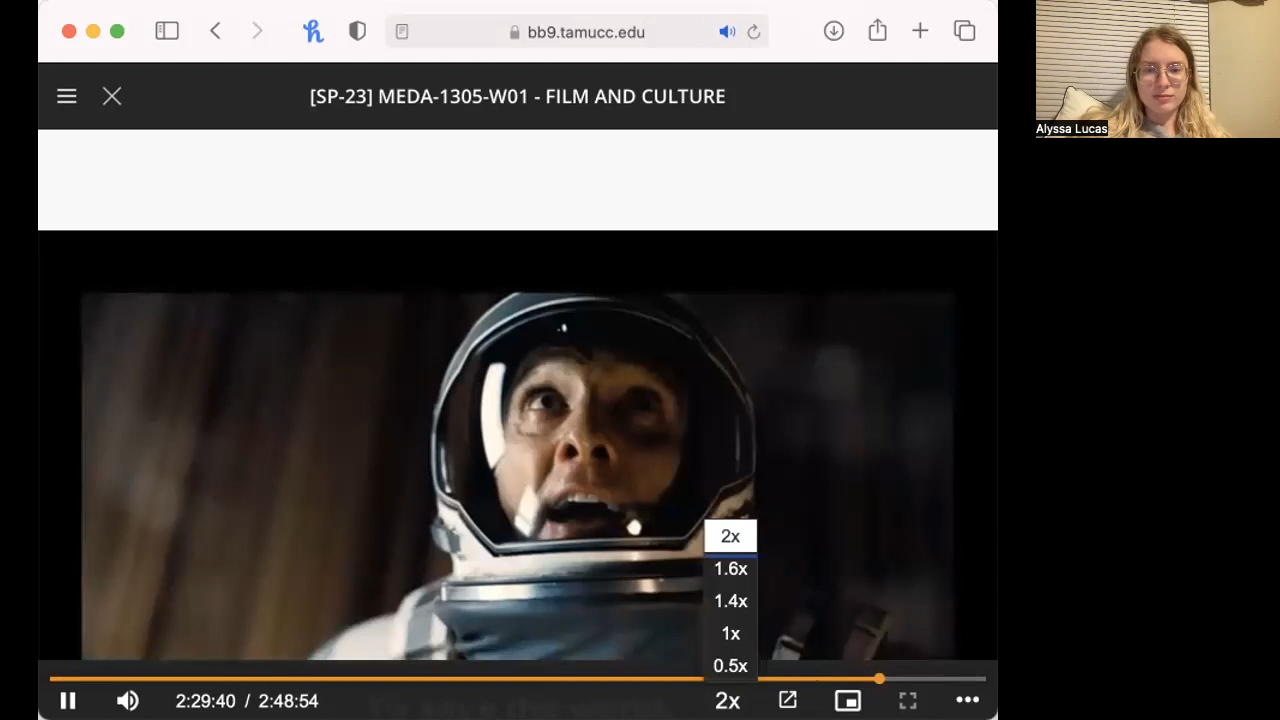 bb9.tamucc.edu
[SP-23] MEDA-1305-W01 - FILM AND CULTURE
Alyssa Lucas
2x
1.6x
1.4x
1x
0.5x
2:29:40 / 2:48:54
2x